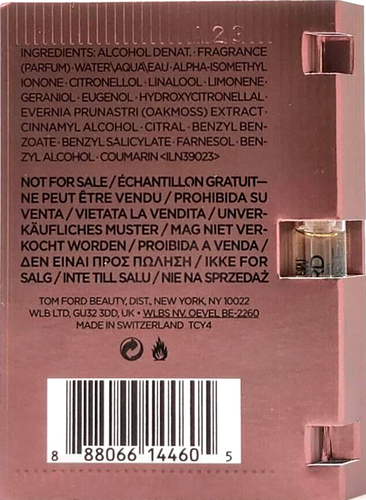 123
INGREDIENTS: ALCOHOL DENAT. · FRAGRANCE
(PARFUM) · WATER\AQUA\EAU · ALPHA-ISOMETHYL
IONONE · CITRONELLOL · LINALOOL · LIMONENE ·
GERANIOL · EUGENOL · HYDROXYCITRONELLAL ·
EVERNIA PRUNASTRI (OAKMOSS) EXTRACT ·
CINNAMYL ALCOHOL · CITRAL · BENZYL BEN-
ZOATE · BENZYL SALICYLATE · FARNESOL · BEN-
ZYL ALCOHOL · COUMARIN <ILN39023>
NOT FOR SALE / ÉCHANTILLON GRATUIT—
NE PEUT ÊTRE VENDU / PROHIBIDA SU
VENTA / VIETATA LA VENDITA / UNVER-
KÄUFLICHES MUSTER / MAG NIET VER-
KOCHT WORDEN / PROIBIDA A VENDA /
ΔΕΝ ΕΙΝΑΙ ΠΡΟΣ ΠΩΛΗΣΗ / IKKE FOR
SALG / INTE TILL SALU / NIE NA SPRZEDAŻ
TOM FORD BEAUTY, DIST., NEW YORK, NY 10022
WLB LTD, GU32 3DD, UK · WLBS NV. OEVEL BE-2260
MADE IN SWITZERLAND TCY4
8 88066 14460 5